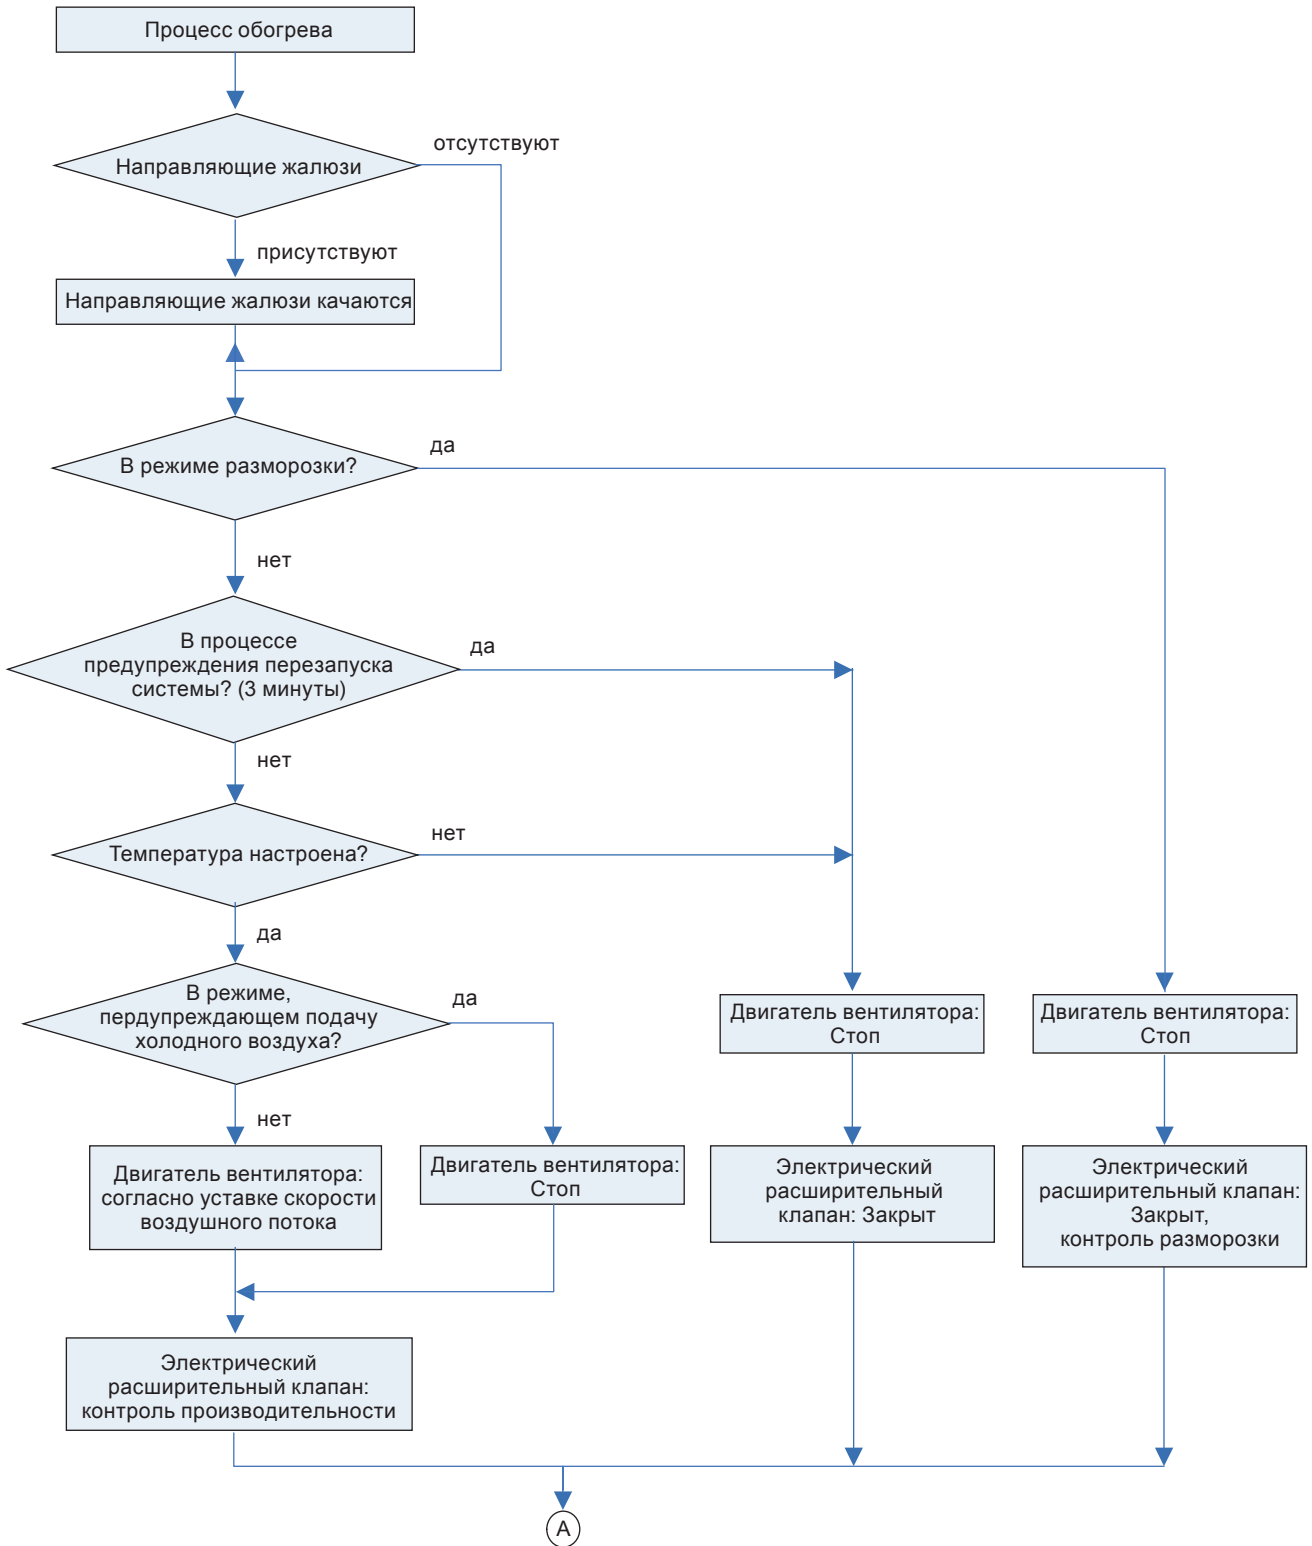 Процесс обогрева
отсутствуют
Направляющие жалюзи
присутствуют
Направляющие жалюзи качаются
да
В режиме разморозки?
нет
В процессе
предупреждения перезапуска
системы? (3 минуты)
да
нет
Температура настроена?
нет
да
В режиме,
пердупреждающем подачу
холодного воздуха?
да
нет
Двигатель вентилятора:
Стоп
Двигатель вентилятора:
Стоп
Двигатель вентилятора:
согласно уставке скорости
воздушного потока
Двигатель вентилятора:
Стоп
Электрический
расширительный
клапан: Закрыт
Электрический
расширительный клапан:
Закрыт,
контроль разморозки
Электрический
расширительный клапан:
контроль производительности
А